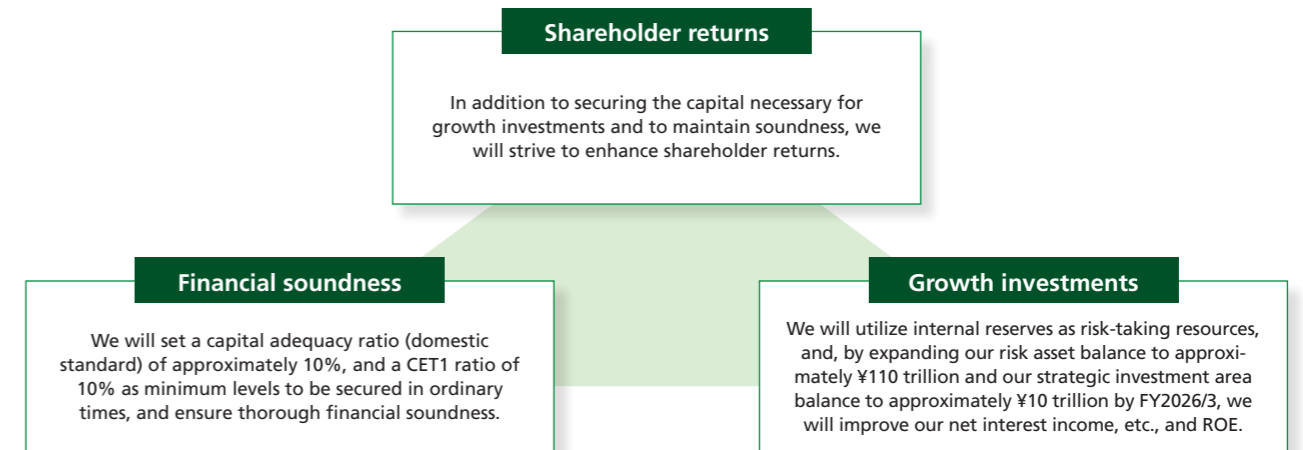 Shareholder returns
In addition to securing the capital necessary for
growth investments and to maintain soundness, we
will strive to enhance shareholder returns.
Financial soundness
We will set a capital adequacy ratio (domestic
standard) of approximately 10%, and a CET1 ratio of
10% as minimum levels to be secured in ordinary
times, and ensure thorough financial soundness.
Growth investments
We will utilize internal reserves as risk-taking resources,
and, by expanding our risk asset balance to approxi-
mately ¥110 trillion and our strategic investment area
balance to approximately ¥10 trillion by FY2026/3, we
will improve our net interest income, etc., and ROE.